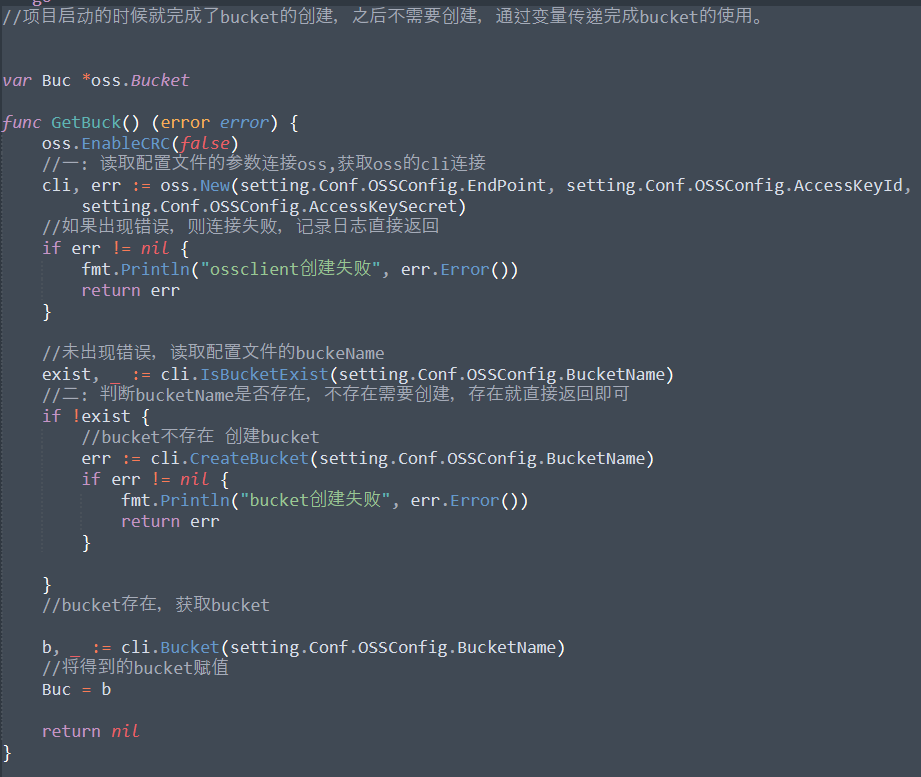 //项目启动的时候就完成了bucket的创建，之后不需要创建，通过变量传递完成bucket的使用。
var Buc *oss.Bucket
func GetBuck() (error error) {
    oss.EnableCRC(false)
    //一: 读取配置文件的参数连接oss,获取oss的cli连接
    cli, err := oss.New(setting.Conf.OSSConfig.EndPoint, setting.Conf.OSSConfig.AccessKeyId,
        setting.Conf.OSSConfig.AccessKeySecret)
    //如果出现错误，则连接失败，记录日志直接返回
    if err != nil {
        fmt.Println("ossclient创建失败", err.Error())
        return err
    }
    //未出现错误，读取配置文件的buckeName
    exist, _ := cli.IsBucketExist(setting.Conf.OSSConfig.BucketName)
    //二: 判断bucketName是否存在，不存在需要创建，存在就直接返回即可
    if !exist {
        //bucket不存在 创建bucket
        err := cli.CreateBucket(setting.Conf.OSSConfig.BucketName)
        if err != nil {
            fmt.Println("bucket创建失败", err.Error())
            return err
        }
    }
    //bucket存在，获取bucket
    b, _ := cli.Bucket(setting.Conf.OSSConfig.BucketName)
    //将得到的bucket赋值
    Buc = b
    return nil
}